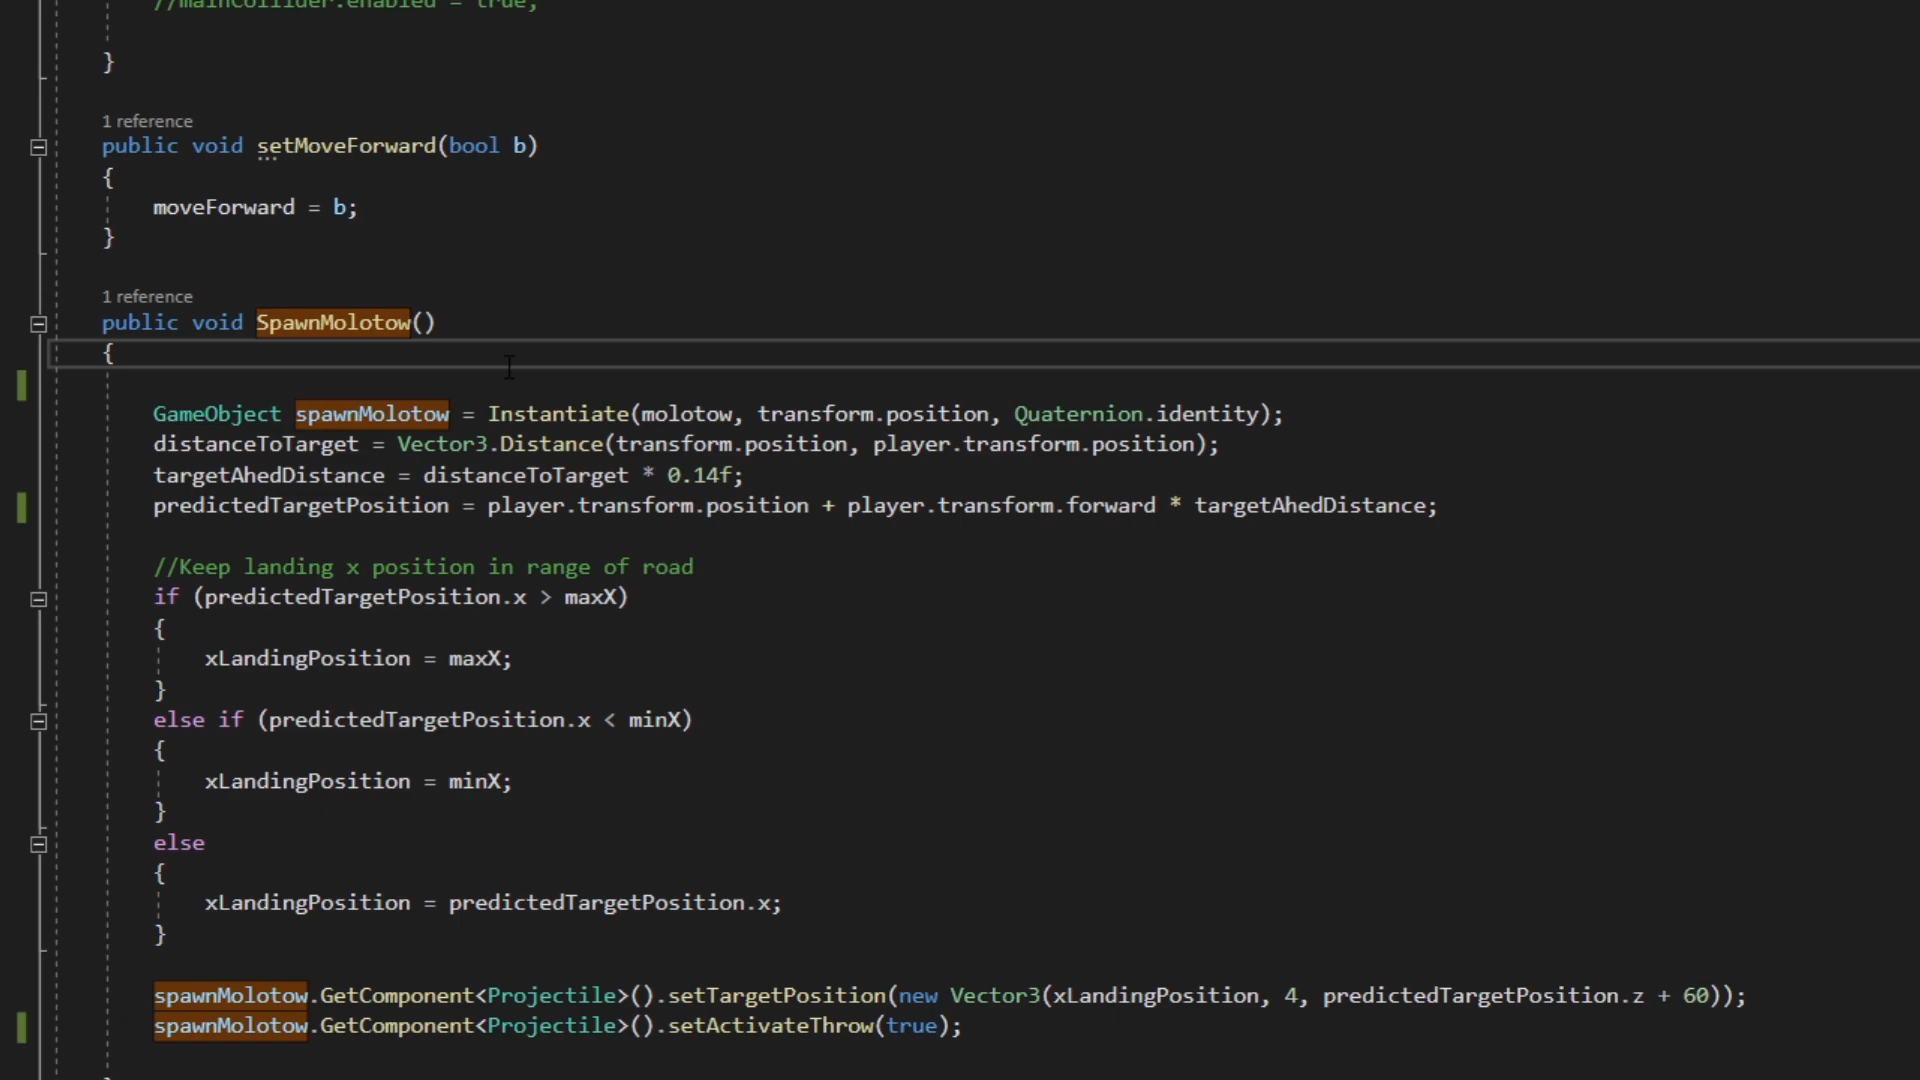 //mainCollider.enabled = true;
}
1 reference
public void setMoveForward(bool b)
{
moveForward = b;
}
1 reference
public void SpawnMolotow()
{
GameObject spawnMolotow = Instantiate(molotow, transform.position, Quaternion.identity);
distanceToTarget = Vector3.Distance(transform.position, player.transform.position);
targetAhedDistance = distanceToTarget * 0.14f;
predictedTargetPosition = player.transform.position + player.transform.forward * targetAhedDistance;
//Keep landing x position in range of road
if (predictedTargetPosition.x > maxX)
{
xLandingPosition = maxX;
}
else if (predictedTargetPosition.x < minX)
{
xLandingPosition = minX;
}
else
{
xLandingPosition = predictedTargetPosition.x;
}
spawnMolotow.GetComponent<Projectile>().setTargetPosition(new Vector3(xLandingPosition, 4, predictedTargetPosition.z + 60));
spawnMolotow.GetComponent<Projectile>().setActivateThrow(true);